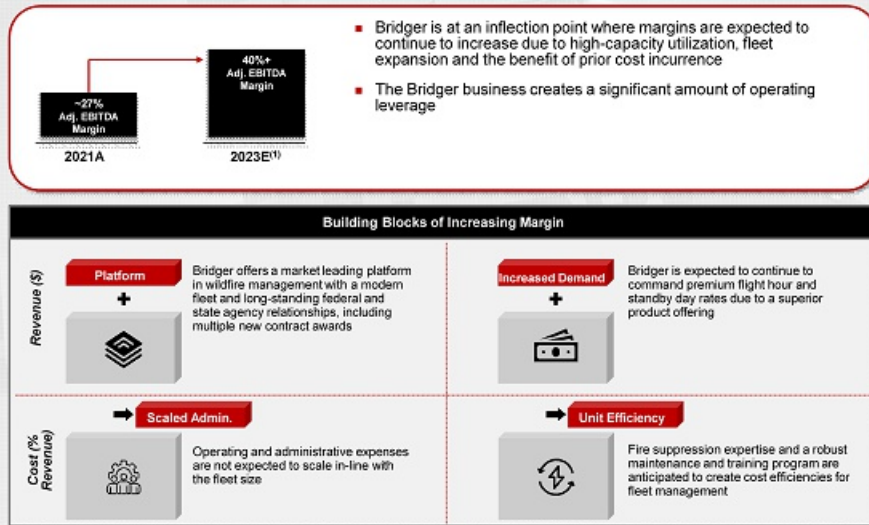 ~27%
Adj. EBITDA
Margin
2021A
40%+
Adj. EBITDA
Margin
2023E(1)
Bridger is at an inflection point where margins are expected to
continue to increase due to high-capacity utilization, fleet
expansion and the benefit of prior cost incurrence
The Bridger business creates a significant amount of operating
leverage
Building Blocks of Increasing Margin
Revenue ($)
Platform
+
Bridger offers a market leading platform
in wildfire management with a modern
fleet and long-standing federal and
state agency relationships, including
multiple new contract awards
Increased Demand
+
Bridger is expected to continue to
command premium flight hour and
standby day rates due to a superior
product offering
Cost (%
Revenue)
Scaled Admin.
Operating and administrative expenses
are not expected to scale in-line with
the fleet size
Unit Efficiency
Fire suppression expertise and a robust
maintenance and training program are
anticipated to create cost efficiencies for
fleet management